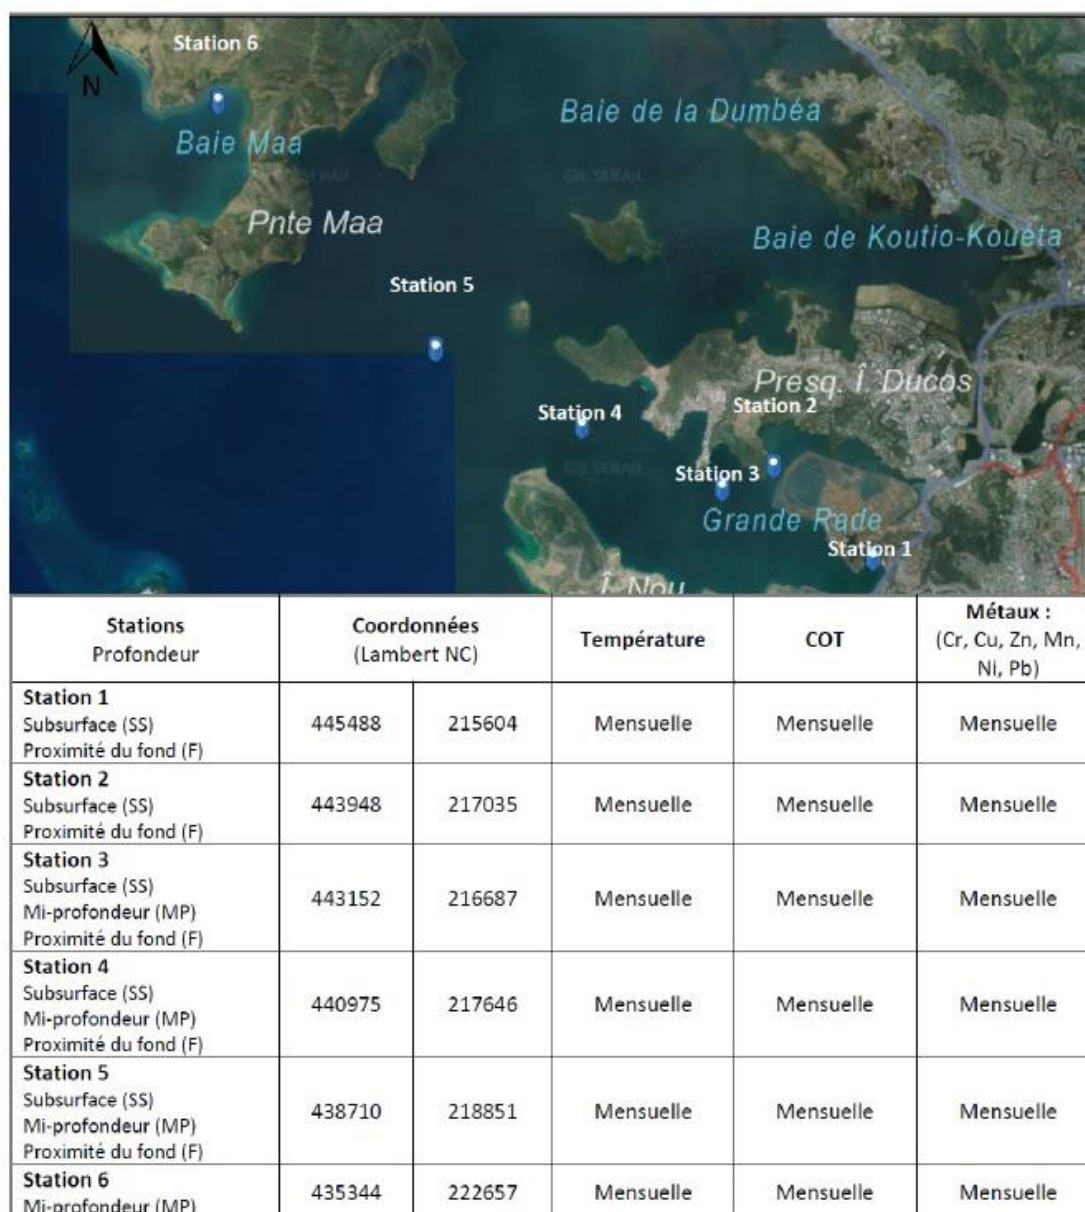 Station 6
N
Baie Maa
Baie de la Dumbéa
GIE SERAIL
Pnte Maa
Baie de Koutio-Kouéta
Station 5
Presq. Î. Ducos
Station 2
Station 4
GIE SERAIL
Station 3
Grande Rade
Station 1
Î. Nou
Stations
Profondeur
Coordonnées
(Lambert NC)
Température
COT
Métaux :
(Cr, Cu, Zn, Mn,
Ni, Pb)
Station 1
Subsurface (SS)
Proximité du fond (F)
445488 215604 Mensuelle Mensuelle Mensuelle
Station 2
Subsurface (SS)
Proximité du fond (F)
443948 217035 Mensuelle Mensuelle Mensuelle
Station 3
Subsurface (SS)
Mi-profondeur (MP)
Proximité du fond (F)
443152 216687 Mensuelle Mensuelle Mensuelle
Station 4
Subsurface (SS)
Mi-profondeur (MP)
Proximité du fond (F)
440975 217646 Mensuelle Mensuelle Mensuelle
Station 5
Subsurface (SS)
Mi-profondeur (MP)
Proximité du fond (F)
438710 218851 Mensuelle Mensuelle Mensuelle
Station 6
Mi-profondeur (MP)
435344 222657 Mensuelle Mensuelle Mensuelle